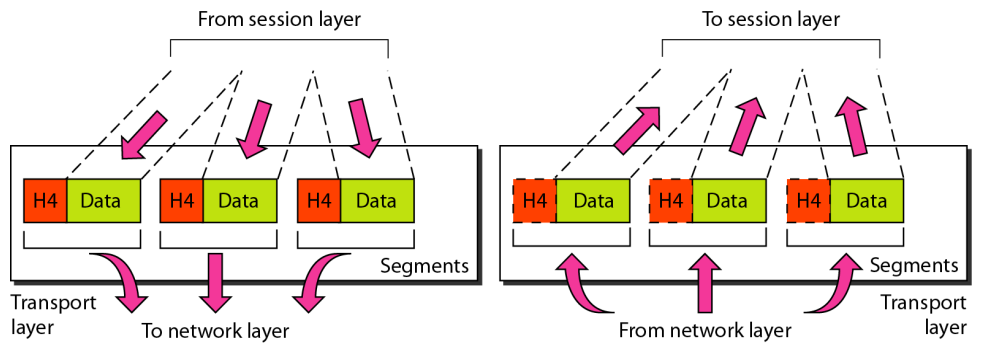 From session layer
H4 Data H4 Data H4 Data
Segments
Transport
layer
To network layer
To session layer
H4 Data H4 Data H4 Data
Segments
Transport
layer
From network layer